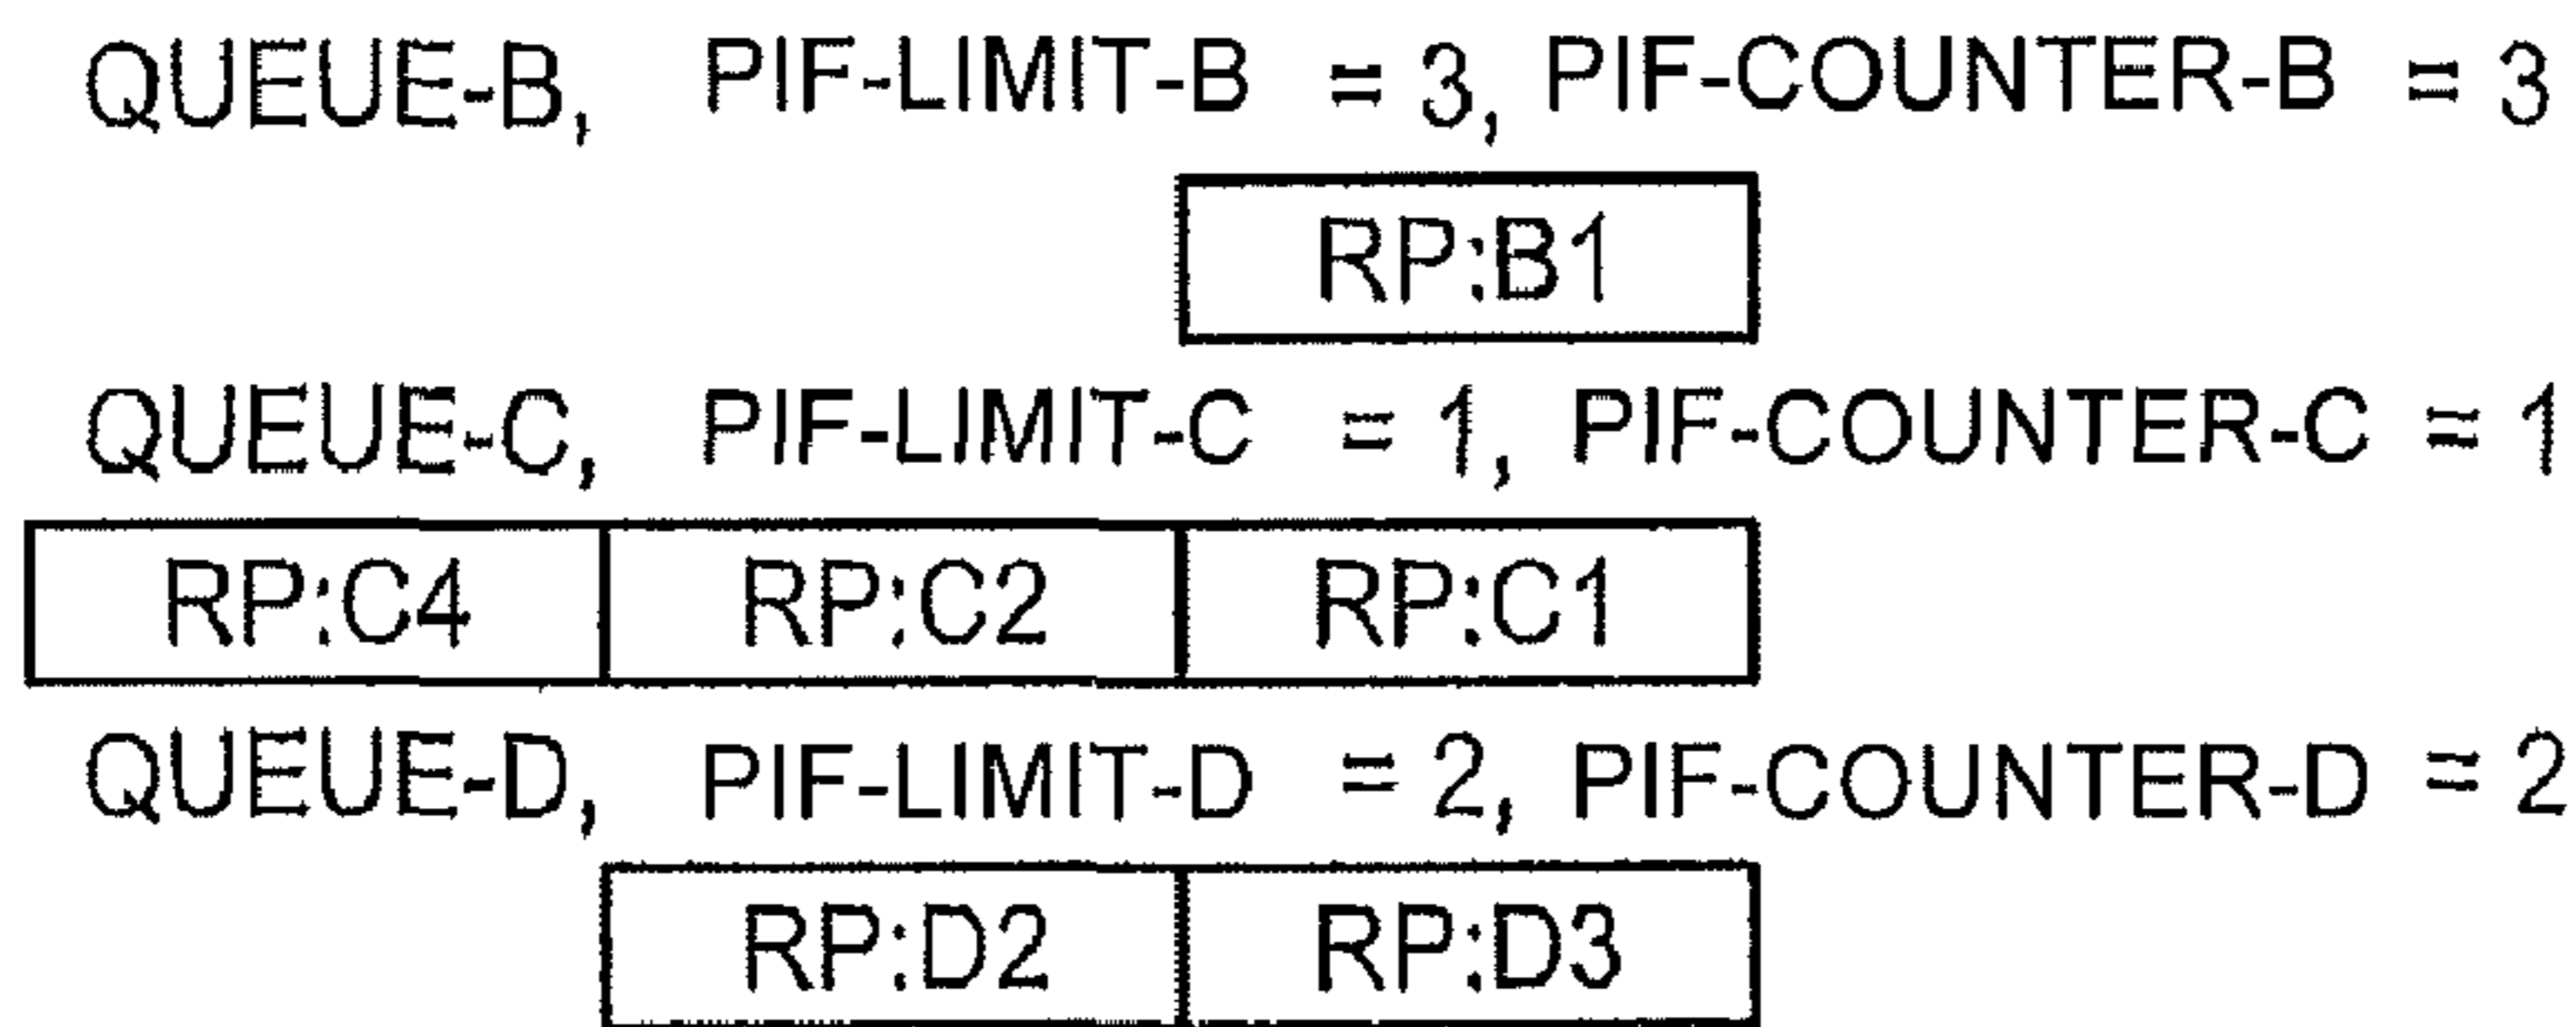 QUEUE-B, PIF-LIMIT-B = 3, PIF-COUNTER-B = 3
RP:B1
QUEUE-C, PIF-LIMIT-C = 1, PIF-COUNTER-C = 1
RP:C4 RP:C2 RP:C1
QUEUE-D, PIF-LIMIT-D = 2, PIF-COUNTER-D = 2
RP:D2 RP:D3